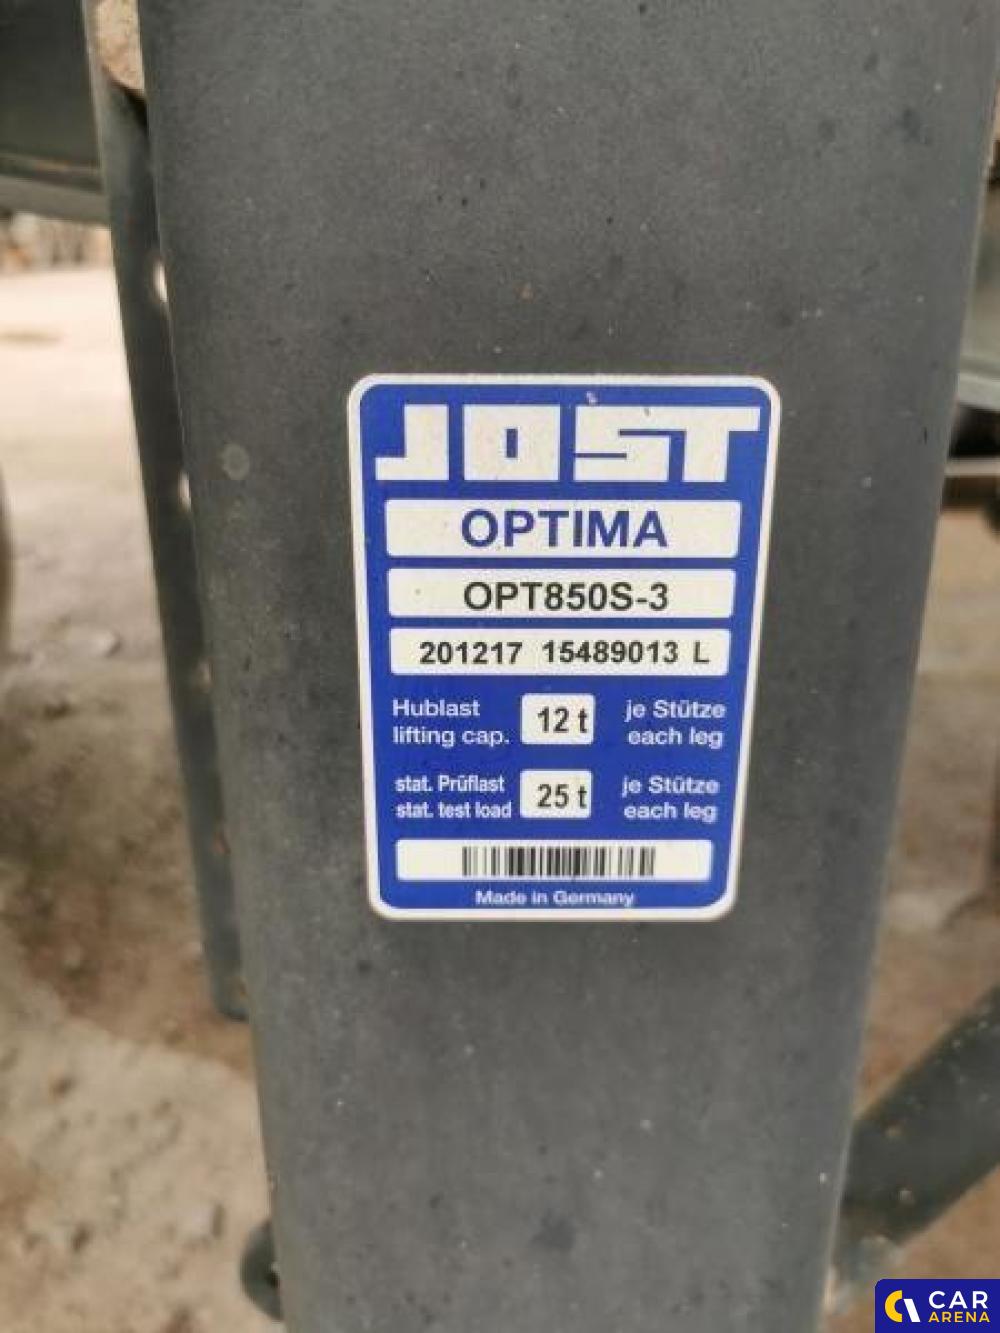 JOST
OPTIMA
OPT850S-3
201217 15489013 L
Hublast
lifting cap.
12 t
je Stütze
each leg
stat. Prüflast
stat. test load
25 t
je Stütze
each leg
Made in Germany
CAR
ARENA